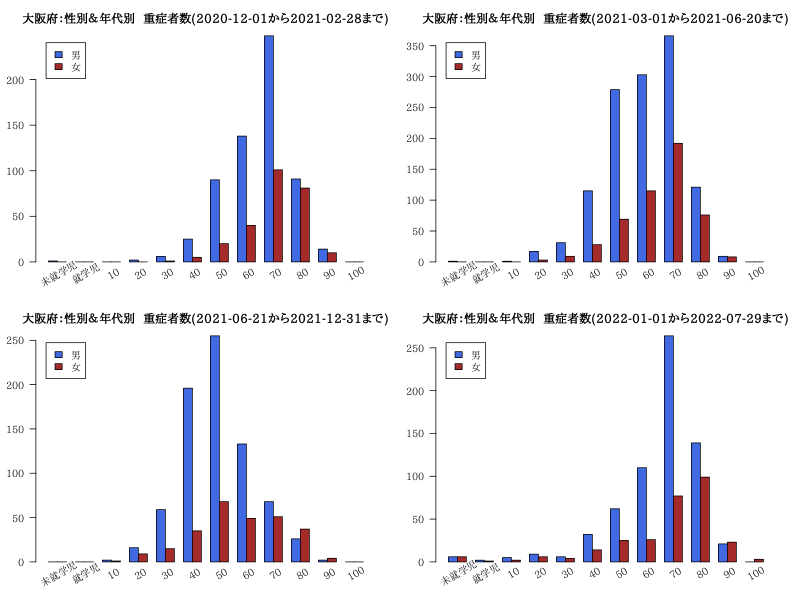 大阪府：性別＆年代別　重症者数(2020-12-01から2021-02-28まで)
男
女
200
150
100
50
0
未就学児 就学児 10 20 30 40 50 60 70 80 90 100
大阪府：性別＆年代別　重症者数(2021-03-01から2021-06-20まで)
男
女
350
300
250
200
150
100
50
0
未就学児 就学児 10 20 30 40 50 60 70 80 90 100
大阪府：性別＆年代別　重症者数(2021-06-21から2021-12-31まで)
男
女
250
200
150
100
50
0
未就学児 就学児 10 20 30 40 50 60 70 80 90 100
大阪府：性別＆年代別　重症者数(2022-01-01から2022-07-29まで)
男
女
250
200
150
100
50
0
未就学児 就学児 10 20 30 40 50 60 70 80 90 100